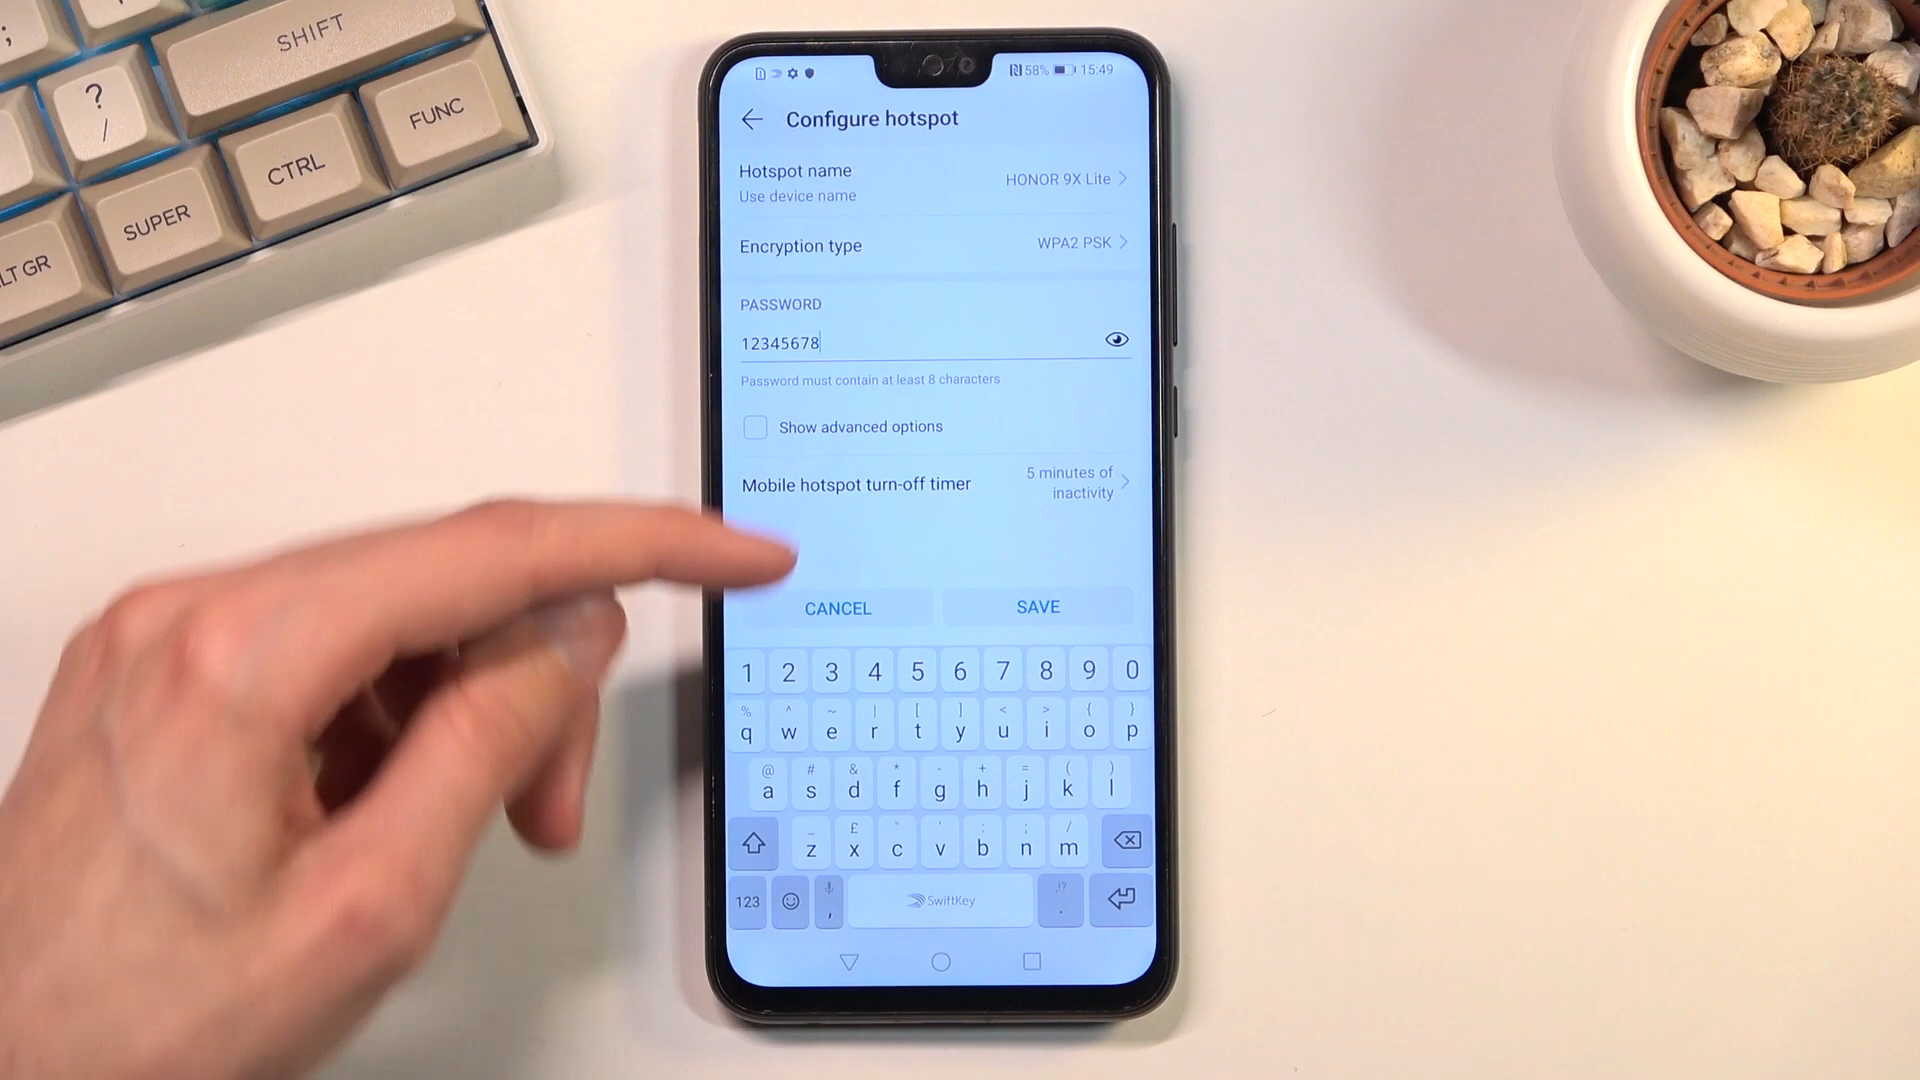 ;
SHIFT
?
/
FUNC
CTRL
SUPER
LT GR
58% 15:49
Configure hotspot
Hotspot name
Use device name
HONOR 9X Lite
Encryption type
WPA2 PSK
PASSWORD
12345678
Password must contain at least 8 characters
Show advanced options
Mobile hotspot turn-off timer
5 minutes of
inactivity
CANCEL
SAVE
1 2 3 4 5 6 7 8 9 0
% ^ ~ | [ ] < > { }
q w e r t y u i o p
@ # & * - + = ( )
a s d f g h j k l
_ £ " ' : ; /
z x c v b n m
123
,
SwiftKey
,!?
.